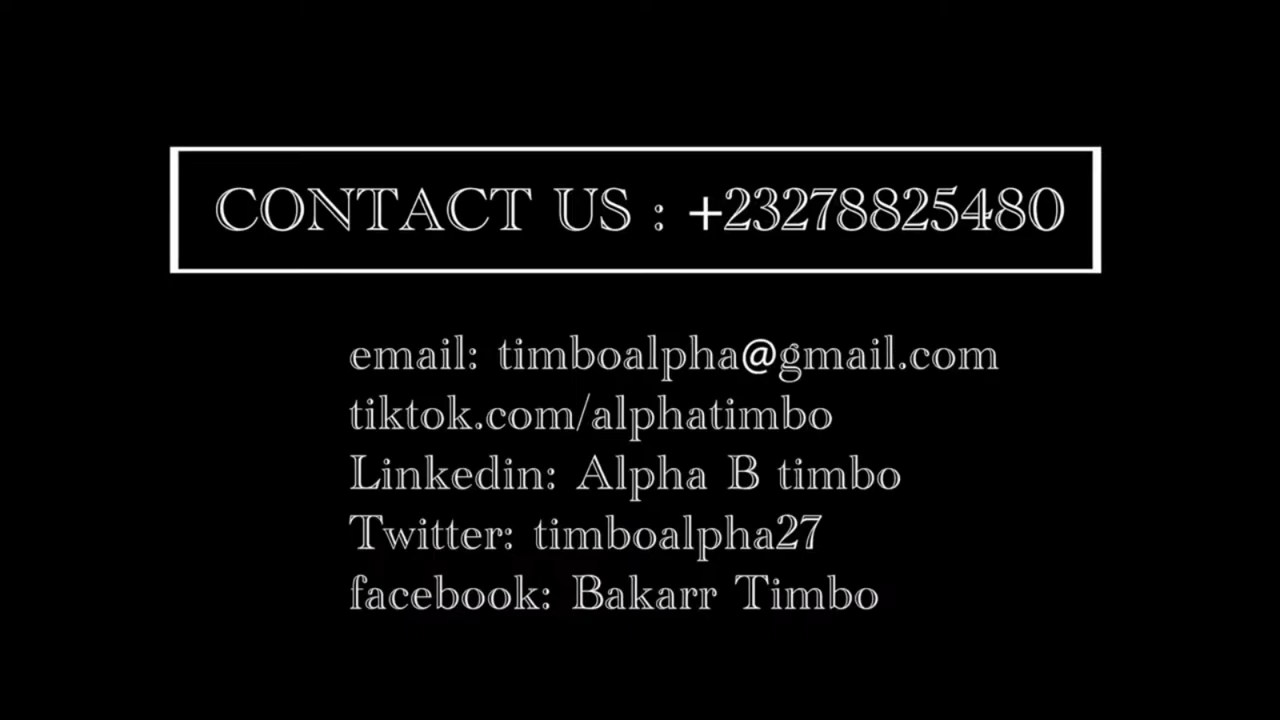 CONTACT US : +23278825480
email: timboalpha@gmail.com
tiktok.com/alphatimbo
Linkedin: Alpha B timbo
Twitter: timboalpha27
facebook: Bakarr Timbo